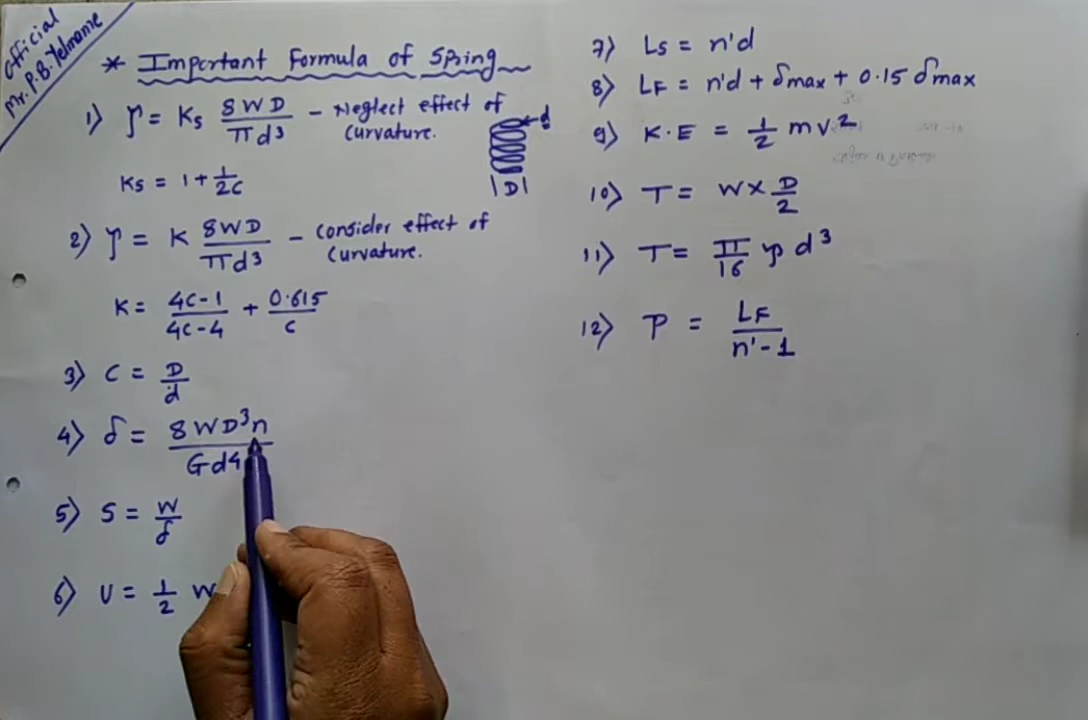 official
Mr. P.B. Yelmame
* Important Formula of Spring
1) τ = Ks 8WD / πd³ – Neglect effect of curvature.
d
|D|
Ks = 1 + 1/2C
2) τ = K 8WD / πd³ – consider effect of curvature.
K = 4C-1 / 4C-4 + 0.615 / C
3) C = D/d
4) δ = 8WD³n / Gd⁴
5) S = W/δ
6) U = 1/2 W
7) Ls = n'd
8) LF = n'd + δmax + 0.15 δmax
9) K.E = 1/2 mv²
10) T = W × D/2
11) T = π/16 τ d³
12) P = LF / n'-1